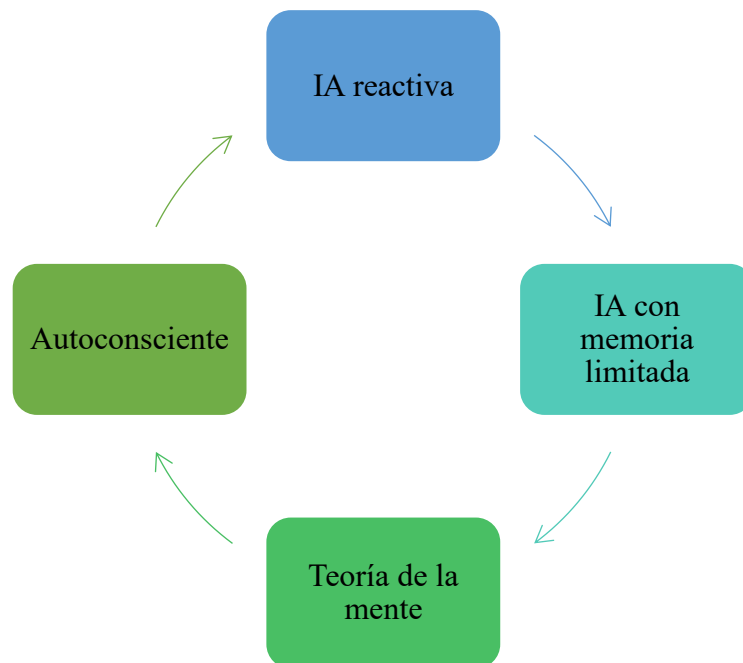 IA reactiva
IA con
memoria
limitada
Teoría de la
mente
Autoconsciente